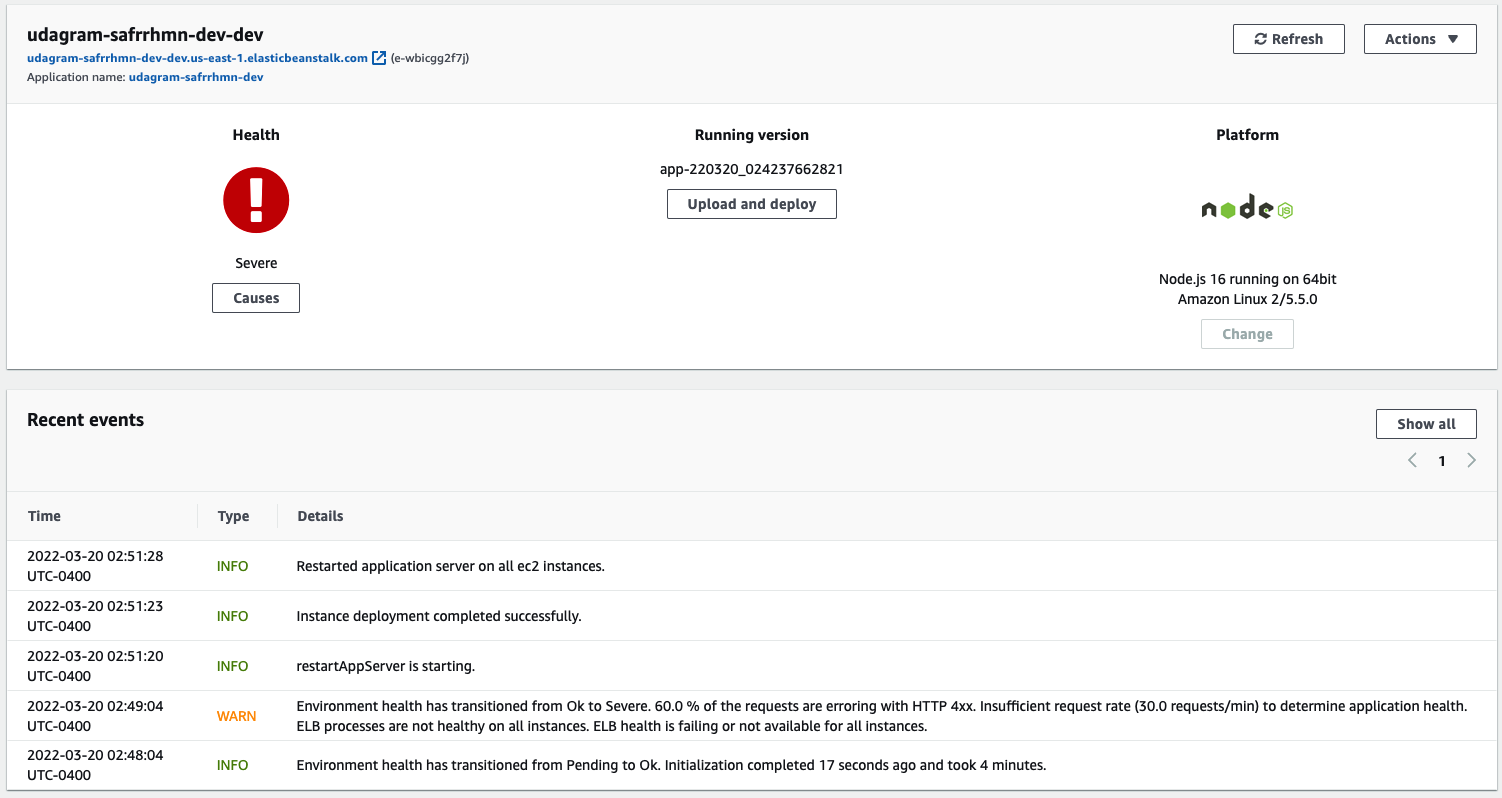 udagram-safrrhmn-dev-dev
udagram-safrrhmn-dev-dev.us-east-1.elasticbeanstalk.com (e-wbicgg2f7j)
Application name: udagram-safrrhmn-dev
Refresh
Actions
Health
Severe
Causes
Running version
app-220320_024237662821
Upload and deploy
Platform
node JS
Node.js 16 running on 64bit
Amazon Linux 2/5.5.0
Change
Recent events
Show all
1
Time Type Details
2022-03-20 02:51:28
UTC-0400
INFO
Restarted application server on all ec2 instances.
2022-03-20 02:51:23
UTC-0400
INFO
Instance deployment completed successfully.
2022-03-20 02:51:20
UTC-0400
INFO
restartAppServer is starting.
2022-03-20 02:49:04
UTC-0400
WARN
Environment health has transitioned from Ok to Severe. 60.0 % of the requests are erroring with HTTP 4xx. Insufficient request rate (30.0 requests/min) to determine application health.
ELB processes are not healthy on all instances. ELB health is failing or not available for all instances.
2022-03-20 02:48:04
UTC-0400
INFO
Environment health has transitioned from Pending to Ok. Initialization completed 17 seconds ago and took 4 minutes.